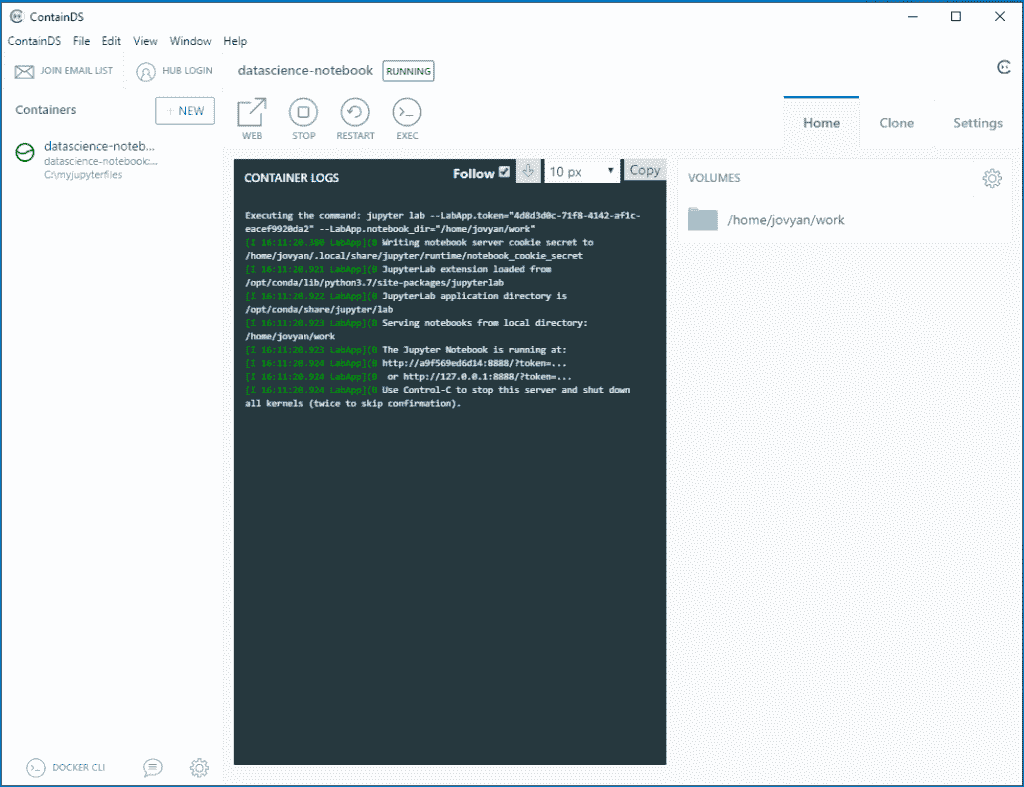 ContainDS
ContainDS File Edit View Window Help
JOIN EMAIL LIST
HUB LOGIN
datascience-notebook RUNNING
Containers
+ NEW
WEB
STOP
RESTART
EXEC
Home
Clone
Settings
datascience-noteb...
datascience-notebook:...
C:\myjupyterfiles
CONTAINER LOGS
Follow
10 px
Copy
Executing the command: jupyter lab --LabApp.token="4d8d3d0c-71f8-4142-af1c-
eacef9920da2" --LabApp.notebook_dir="/home/jovyan/work"
[I 16:11:20.380 LabApp](B Writing notebook server cookie secret to
/home/jovyan/.local/share/jupyter/runtime/notebook_cookie_secret
[I 16:11:20.921 LabApp](B JupyterLab extension loaded from
/opt/conda/lib/python3.7/site-packages/jupyterlab
[I 16:11:20.922 LabApp](B JupyterLab application directory is
/opt/conda/share/jupyter/lab
[I 16:11:20.923 LabApp](B Serving notebooks from local directory:
/home/jovyan/work
[I 16:11:20.923 LabApp](B The Jupyter Notebook is running at:
[I 16:11:20.924 LabApp](B http://a9f569ed6d14:8888/?token=...
[I 16:11:20.924 LabApp](B  or http://127.0.0.1:8888/?token=...
[I 16:11:20.924 LabApp](B Use Control-C to stop this server and shut down
all kernels (twice to skip confirmation).
VOLUMES
/home/jovyan/work
DOCKER CLI